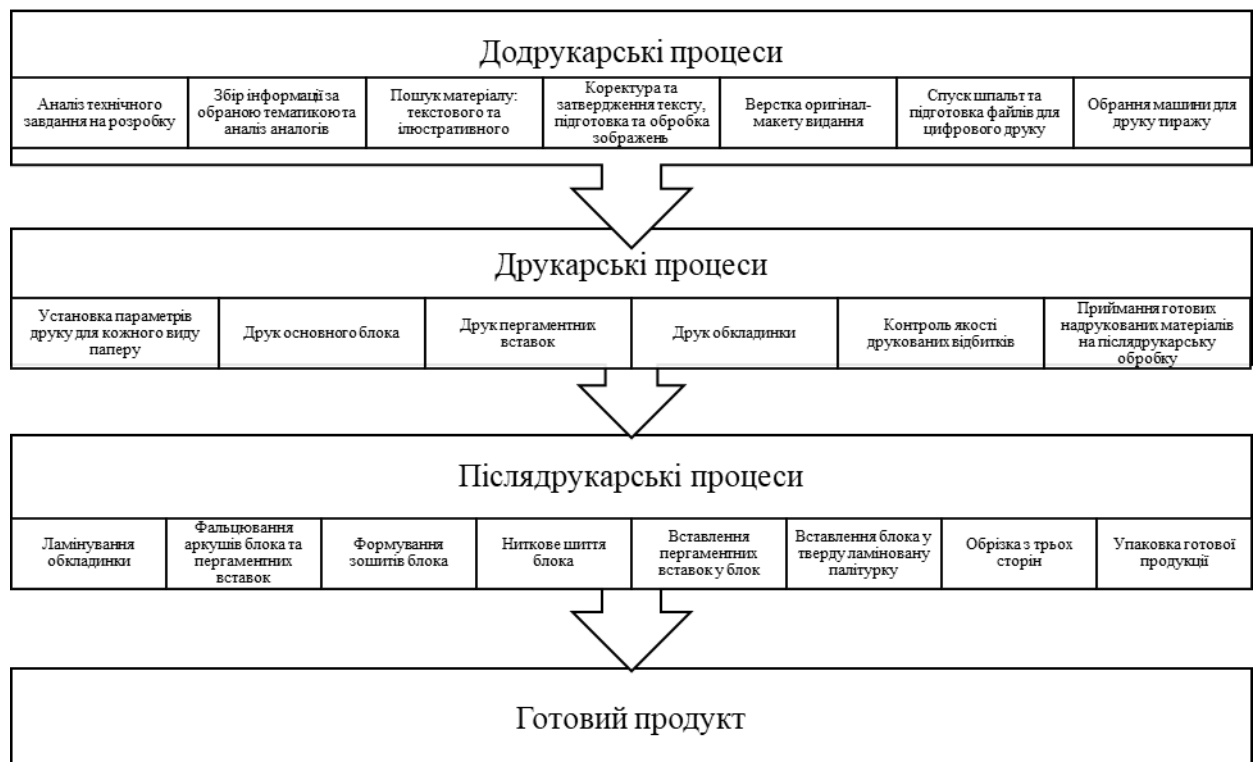 Додрукарські процеси
Аналіз технічного
завдання на розробку
Збір інформації за
обраною тематикою та
аналіз аналогів
Пошук матеріалу:
текстового та
ілюстративного
Коректура та
затвердження тексту,
підготовка та обробка
зображень
Верстка оригінал-
макету видання
Спуск шпальт та
підготовка файлів для
цифрового друку
Обрання машини для
друку тиражу
Друкарські процеси
Установка параметрів
друку для кожного виду
паперу
Друк основного блока
Друк пергаментних
вставок
Друк обкладинки
Контроль якості
друкованих відбитків
Приймання готових
надрукованих матеріалів
на післядрукарську
обробку
Післядрукарські процеси
Ламінування
обкладинки
Фальцювання
аркушів блока та
пергаментних
вставок
Формування
зошитів блока
Ниткове шиття
блока
Вставлення
пергаментних
вставок у блок
Вставлення блока у
тверду ламіновану
палітурку
Обрізка з трьох
сторін
Упаковка готової
продукції
Готовий продукт